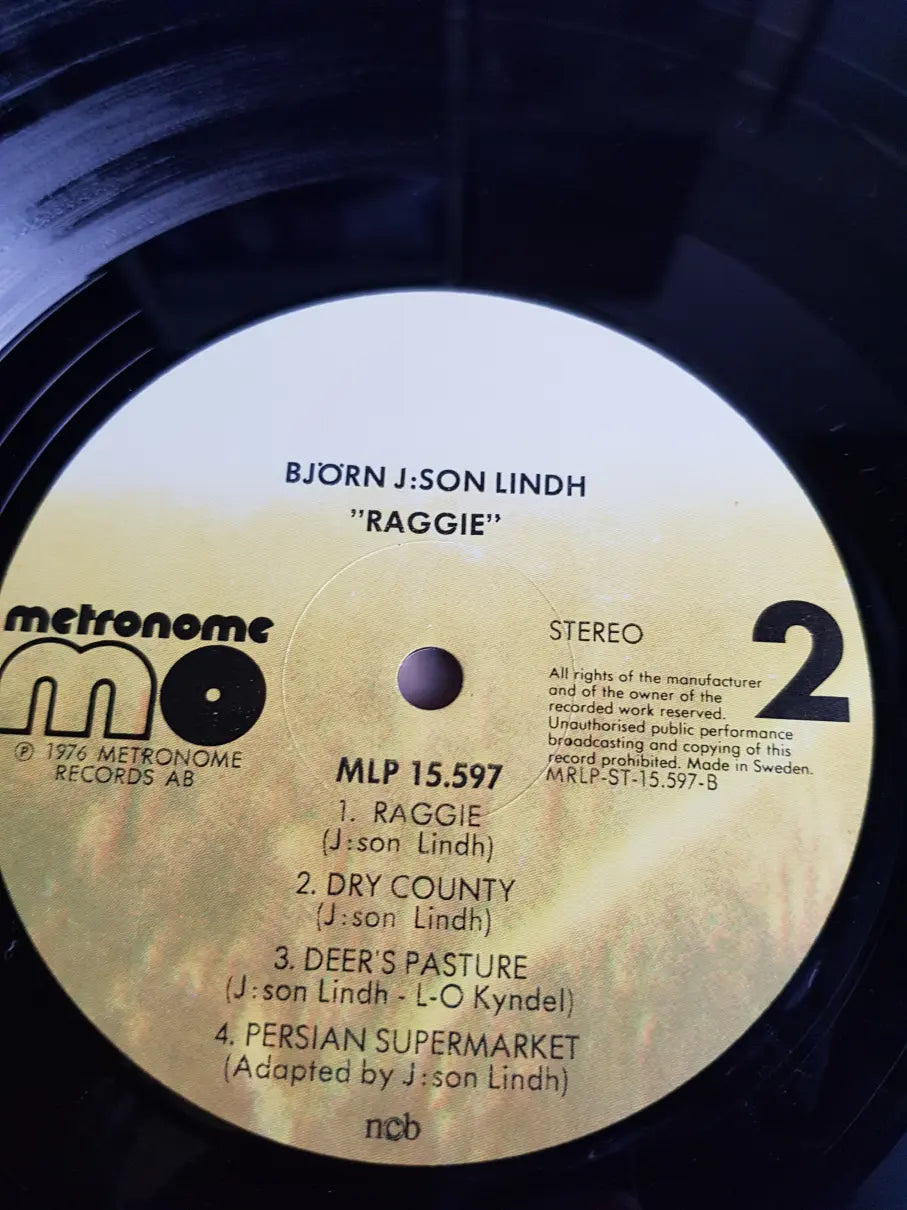 BJÖRN J:SON LINDH
"RAGGIE"
metronome
mo
℗ 1976 METRONOME
RECORDS AB
STEREO
2
All rights of the manufacturer
and of the owner of the
recorded work reserved.
Unauthorised public performance
broadcasting and copying of this
record prohibited. Made in Sweden.
MRLP-ST-15.597-B
MLP 15.597
1. RAGGIE
(J:son Lindh)
2. DRY COUNTY
(J:son Lindh)
3. DEER'S PASTURE
(J:son Lindh - L-O Kyndel)
4. PERSIAN SUPERMARKET
(Adapted by J:son Lindh)
ncb